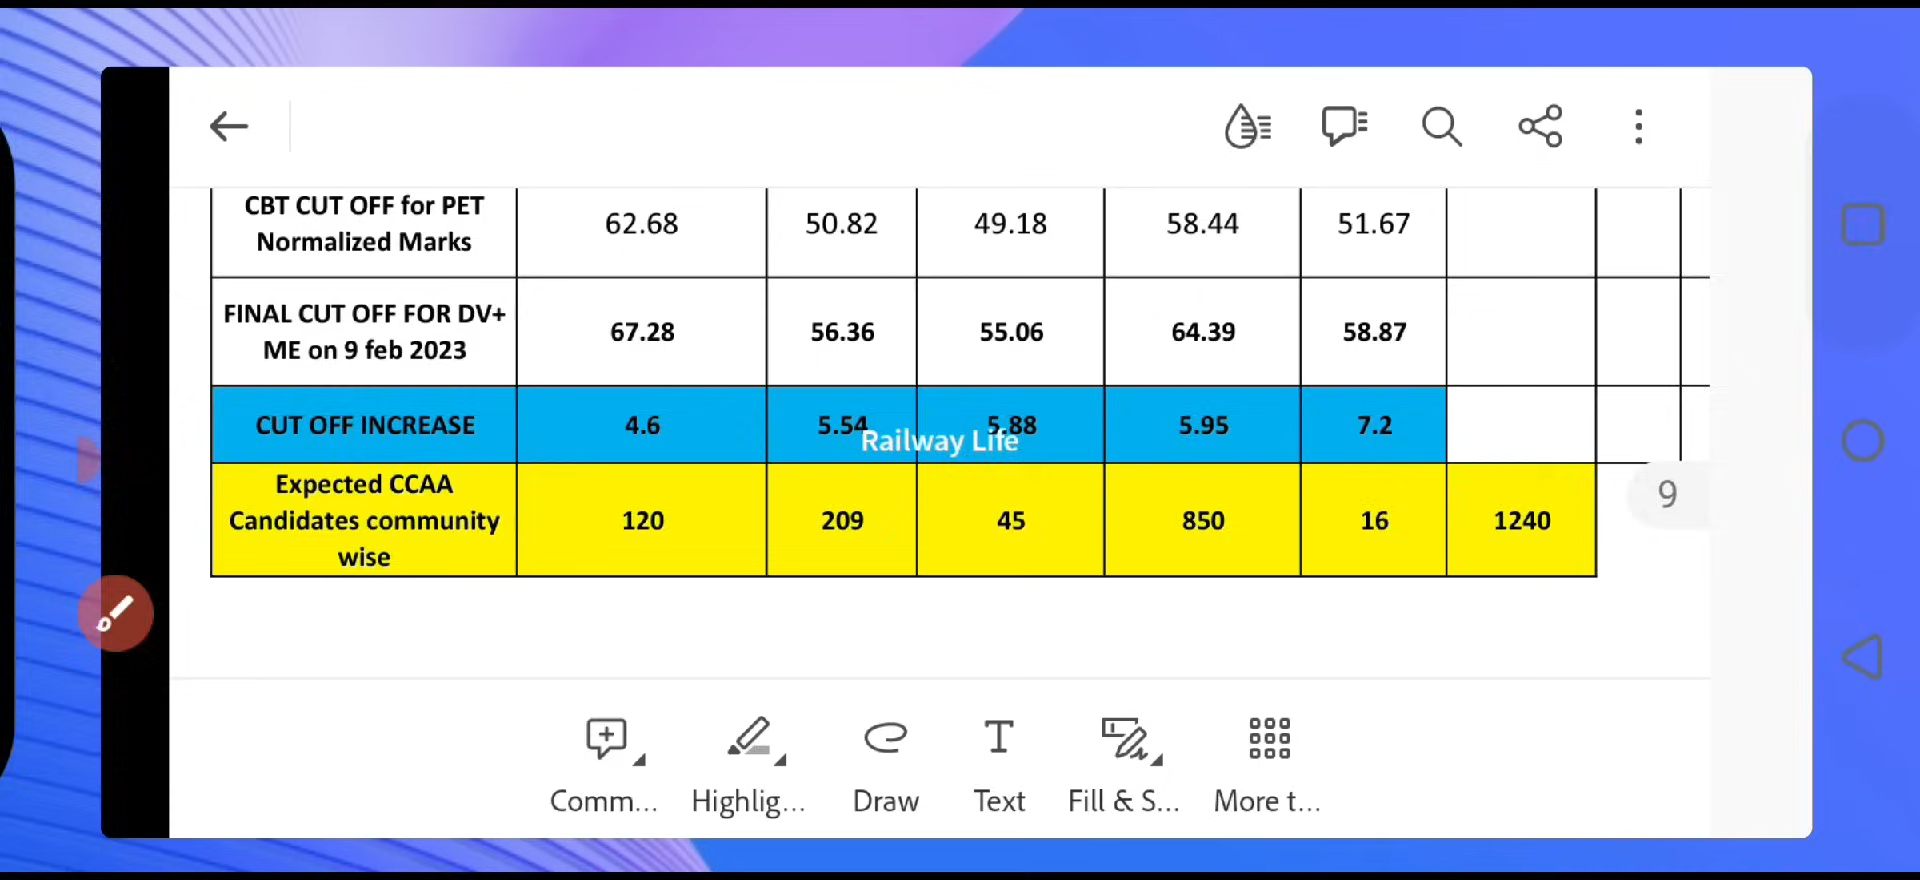 CBT CUT OFF for PET
Normalized Marks
62.68 50.82 49.18 58.44 51.67
FINAL CUT OFF FOR DV+
ME on 9 feb 2023
67.28 56.36 55.06 64.39 58.87
CUT OFF INCREASE 4.6 5.54 5.88 5.95 7.2
Railway Life
Expected CCAA
Candidates community
wise
120 209 45 850 16 1240
9
Comm... Highlig... Draw Text Fill & S... More t...